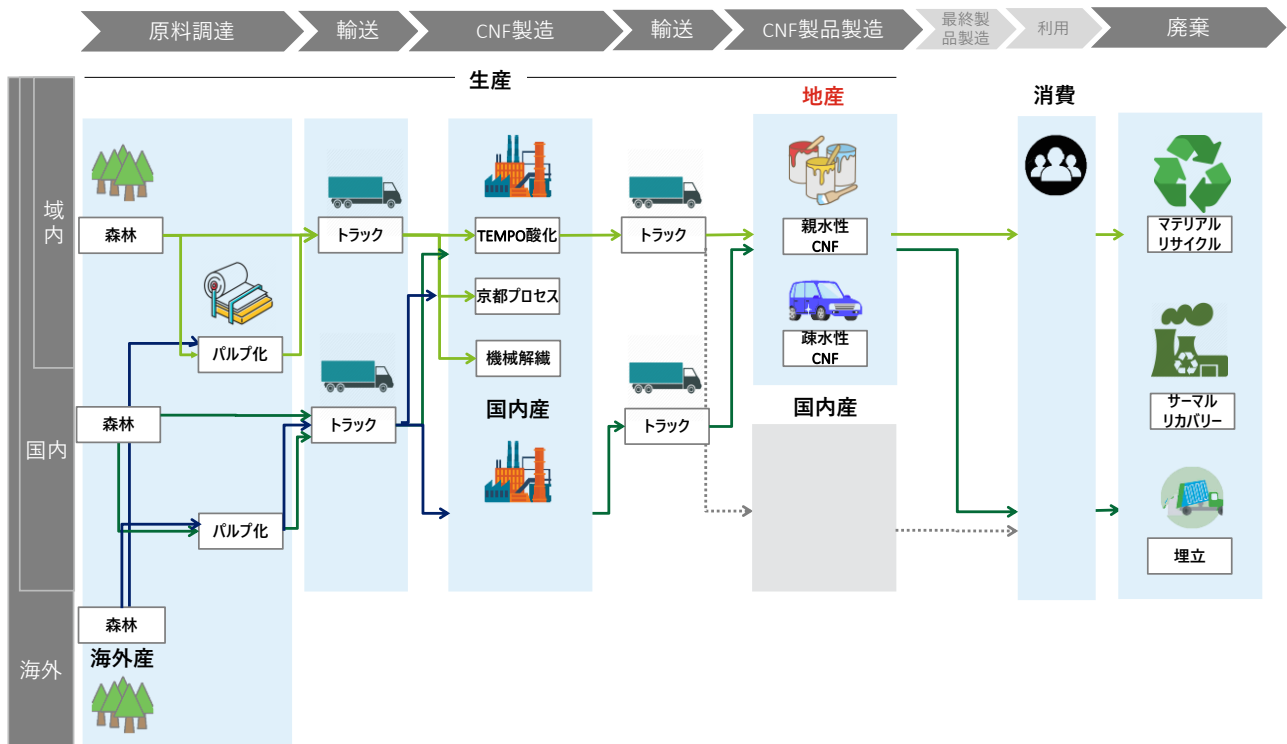 原料調達
輸送
CNF製造
輸送
CNF製品製造
最終製
品製造
利用
廃棄
生産
地産
消費
域内
森林
トラック
TEMPO酸化
トラック
親水性
CNF
マテリアル
リサイクル
京都プロセス
パルプ化
機械解繊
疎水性
CNF
国内
森林
トラック
国内産
トラック
国内産
サーマル
リカバリー
パルプ化
埋立
海外
森林
海外産